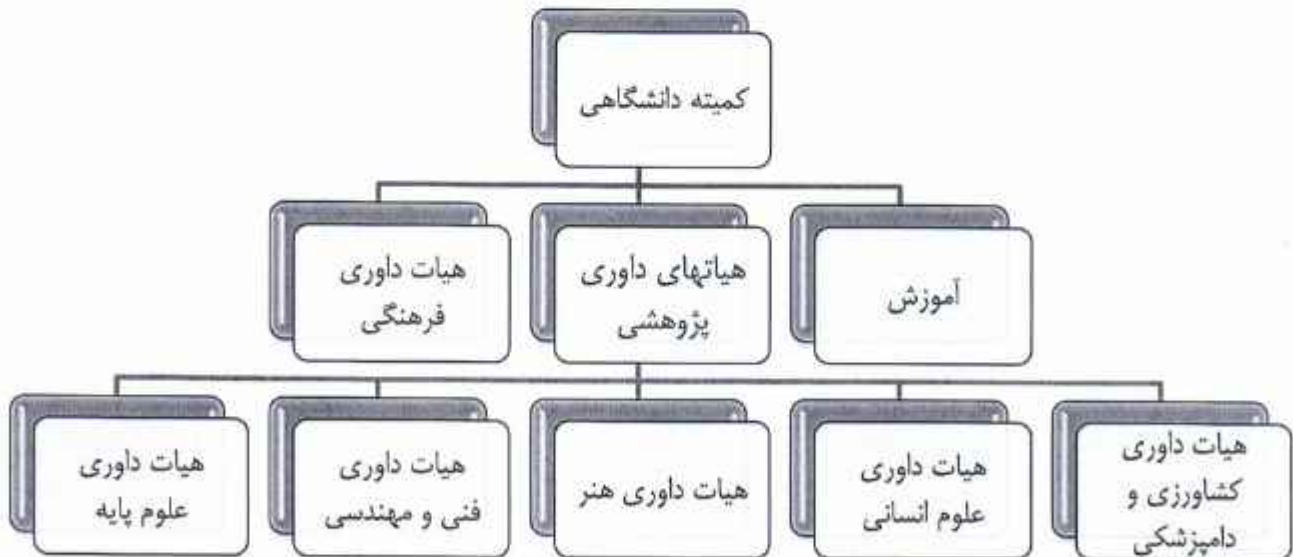 کمیته دانشگاهی
آموزش
هیاتهای داوری
پژوهشی
هیات داوری
فرهنگی
هیات داوری
کشاورزی و
دامپزشکی
هیات داوری
علوم انسانی
هیات داوری هنر
هیات داوری
فنی و مهندسی
هیات داوری
علوم پایه